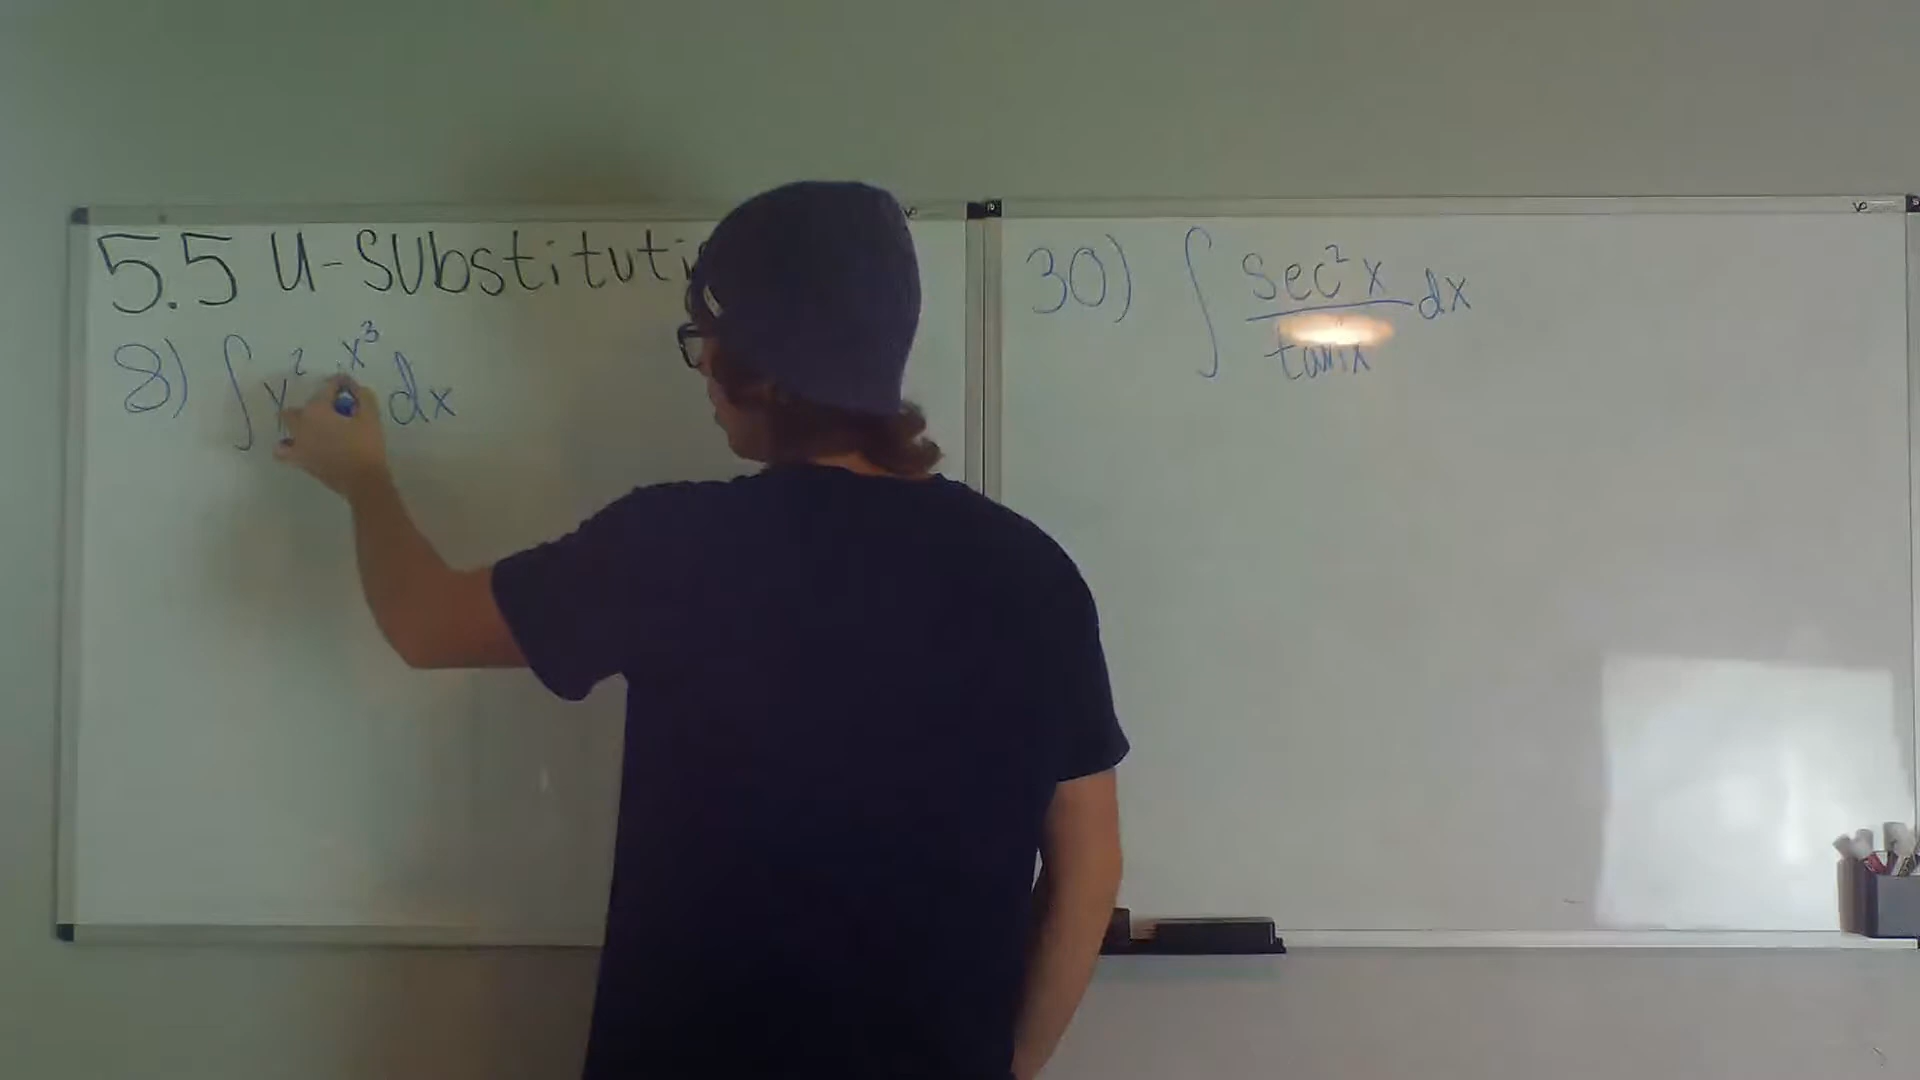 5.5 U-Substituti
8) ∫x² x³ dx
30) ∫ sec²x / tanx dx